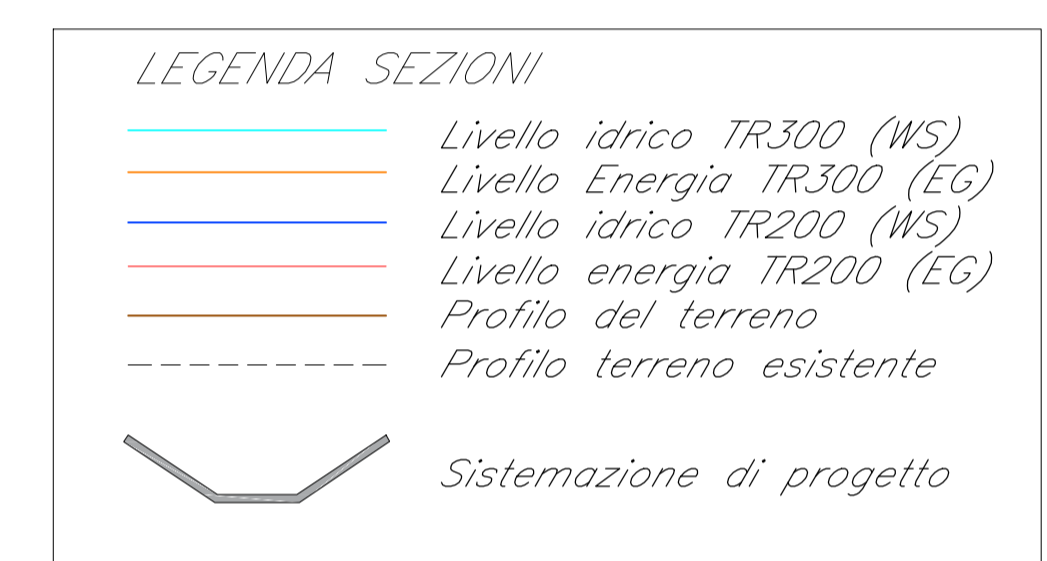 LEGENDA SEZIONI
Livello idrico TR300 (WS)
Livello Energia TR300 (EG)
Livello idrico TR200 (WS)
Livello energia TR200 (EG)
Profilo del terreno
Profilo terreno esistente
Sistemazione di progetto